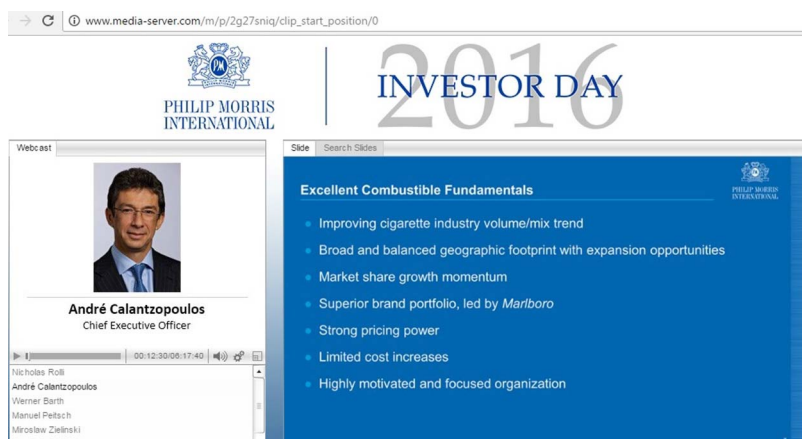 www.media-server.com/m/p/2g27sniq/clip_start_position/0
PM
PHILIP MORRIS
INTERNATIONAL
2016
INVESTOR DAY
Webcast
André Calantzopoulos
Chief Executive Officer
00:12:30/06:17:40
Nicholas Rolli
André Calantzopoulos
Werner Barth
Manuel Peitsch
Miroslaw Zielinski
Slide Search Slides
PHILIP MORRIS
INTERNATIONAL
Excellent Combustible Fundamentals
Improving cigarette industry volume/mix trend
Broad and balanced geographic footprint with expansion opportunities
Market share growth momentum
Superior brand portfolio, led by Marlboro
Strong pricing power
Limited cost increases
Highly motivated and focused organization